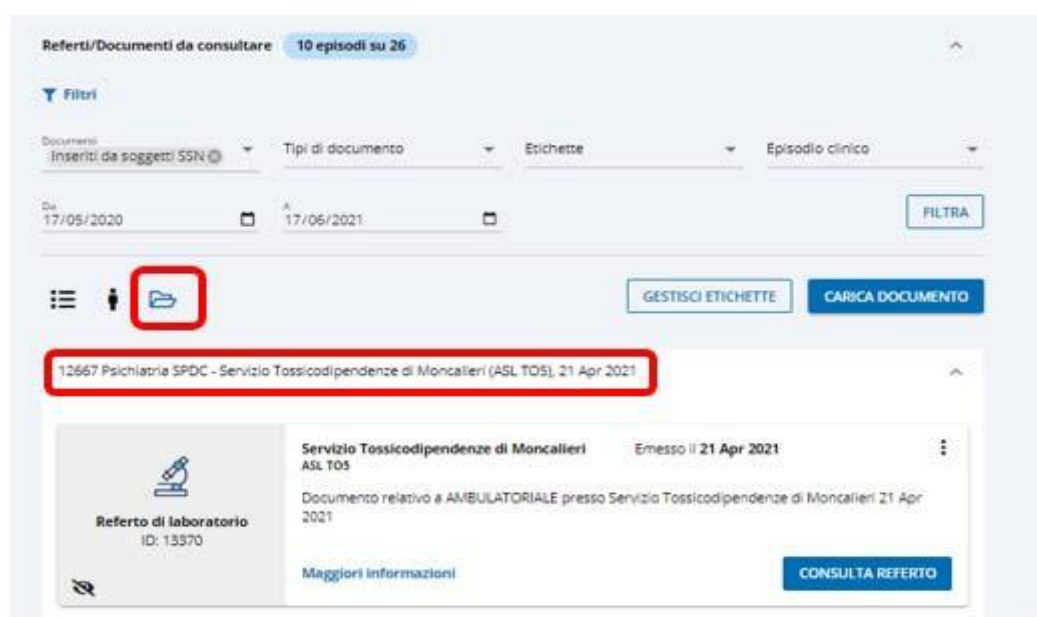 Referti/Documenti da consultare 10 episodi su 26
Filtri
Documenti
Inseriti da soggetti SSN Tipi di documento Etichette Episodio clinico
Da A
17/05/2020 17/06/2021 FILTRA
GESTISCI ETICHETTE CARICA DOCUMENTO
12667 Psichiatria SPDC - Servizio Tossicodipendenze di Moncalieri (ASL TO5), 21 Apr 2021
Servizio Tossicodipendenze di Moncalieri Emesso il 21 Apr 2021
ASL TO5
Documento relativo a AMBULATORIALE presso Servizio Tossicodipendenze di Moncalieri 21 Apr
2021
Referto di laboratorio
ID: 13370
Maggiori informazioni CONSULTA REFERTO